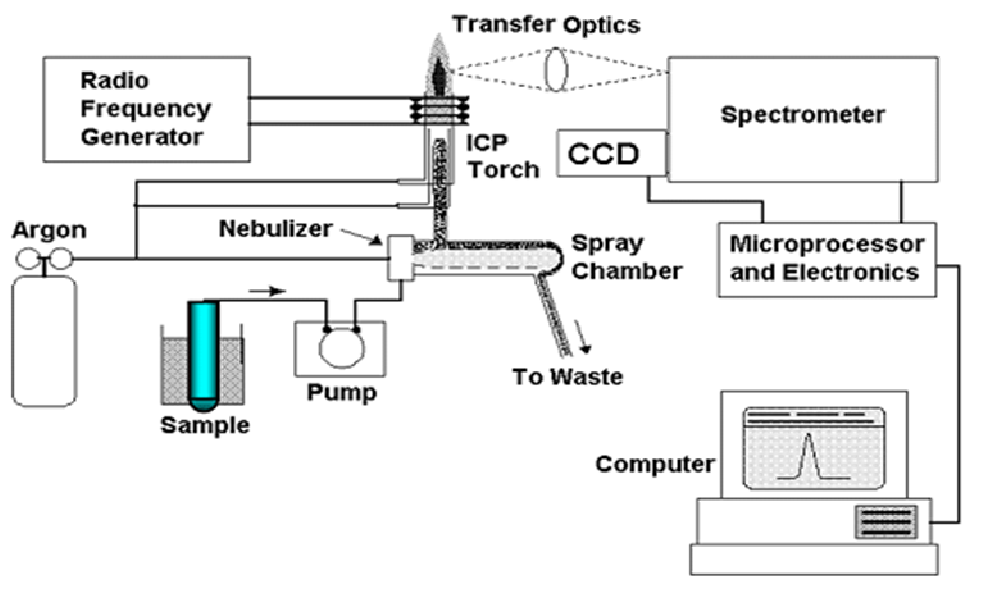 Transfer Optics
Radio
Frequency
Generator
Spectrometer
ICP
Torch
CCD
Argon
Nebulizer
Spray
Chamber
Microprocessor
and Electronics
Pump
To Waste
Sample
Computer